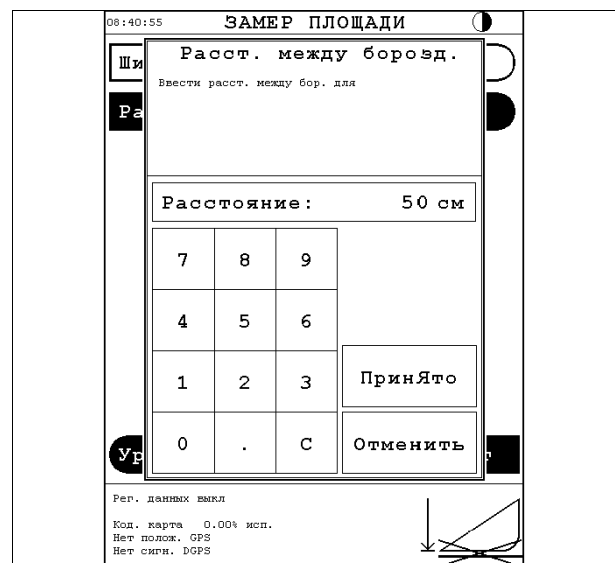 08:40:55 ЗАМЕР ПЛОЩАДИ
Расст. между борозд.
Ши
Ввести расст. между бор. для
Ра
Расстояние: 50 см
7 8 9
4 5 6
1 2 3 ПринЯто
0 . С Отменить
Ур
Рег. данных выкл
Код. карта 0.00% исп.
Нет полож. GPS
Нет сигн. DGPS